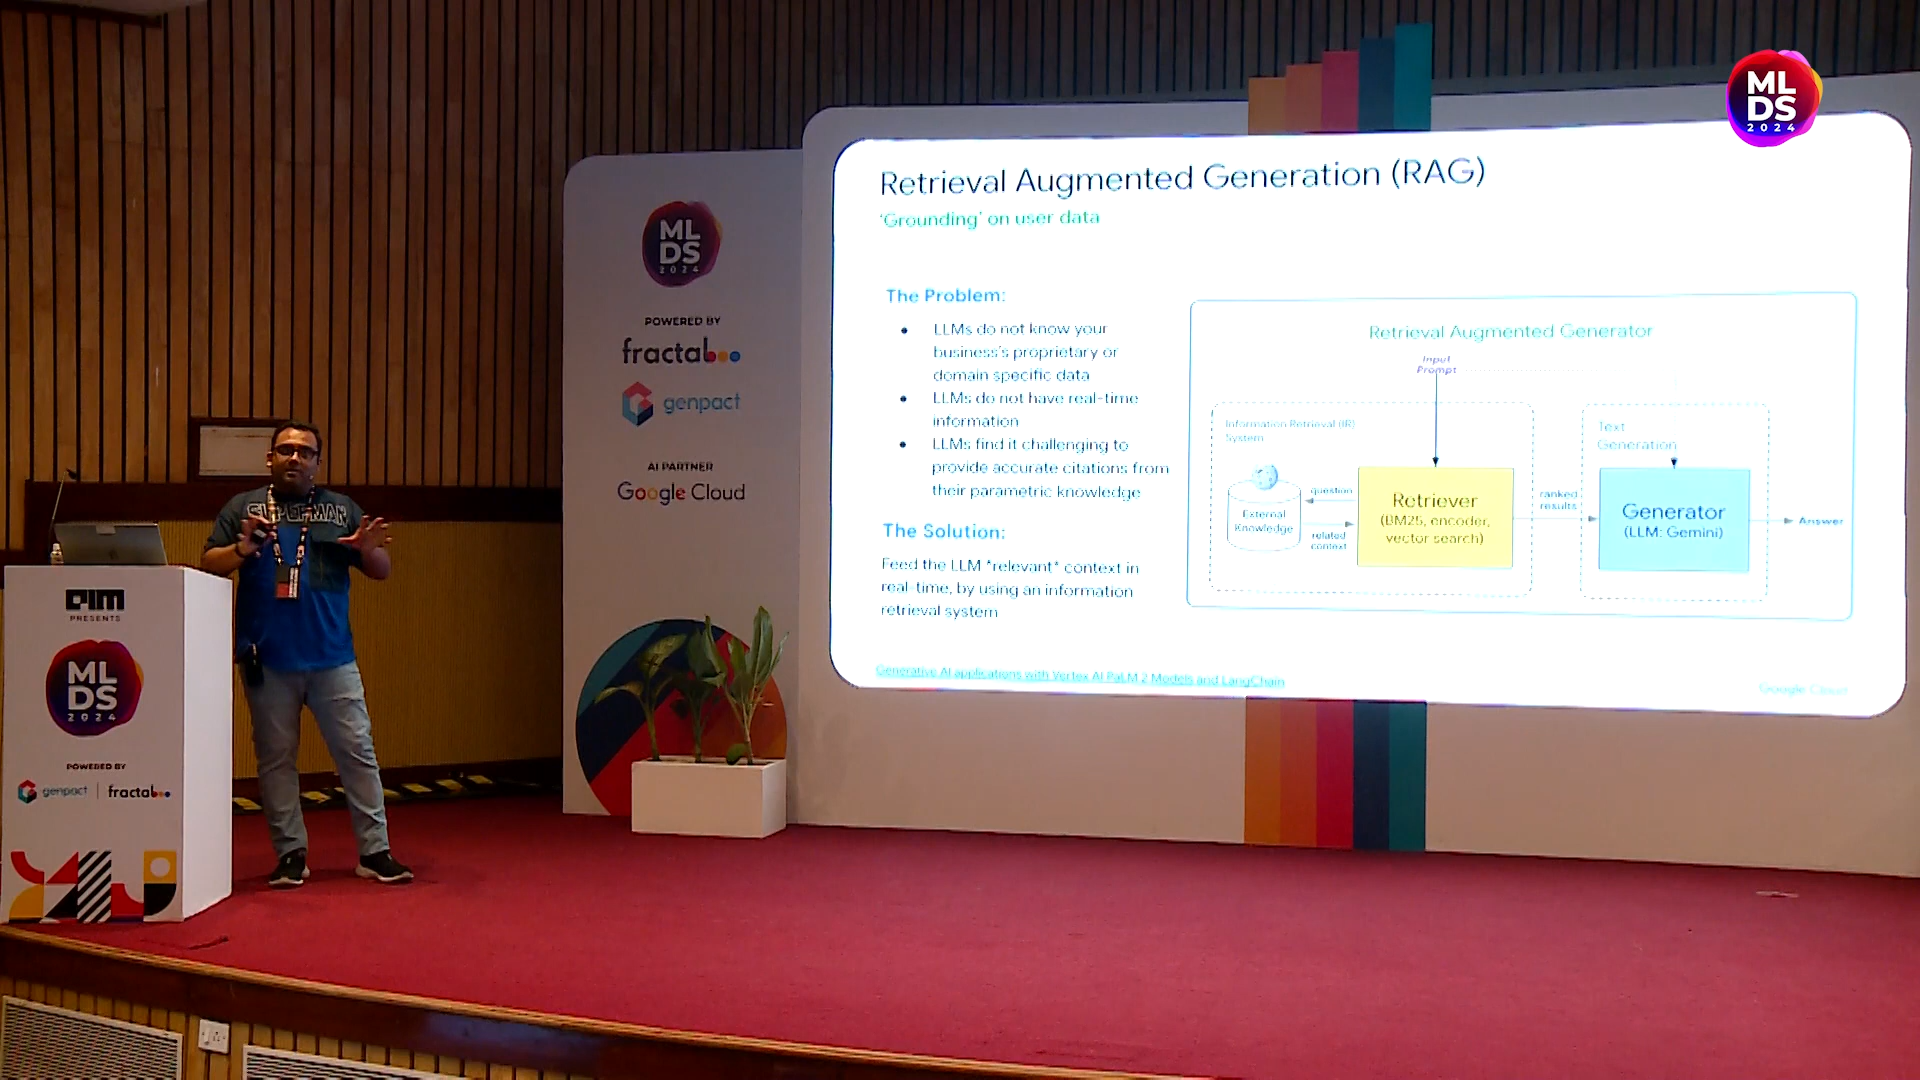 ML
DS
2024
Retrieval Augmented Generation (RAG)
'Grounding' on user data
The Problem:
● LLMs do not know your
business's proprietary or
domain specific data
● LLMs do not have real-time
information
● LLMs find it challenging to
provide accurate citations from
their parametric knowledge
The Solution:
Feed the LLM *relevant* context in
real-time, by using an information
retrieval system
Retrieval Augmented Generator
Input
Prompt
Information Retrieval (IR)
System
External
Knowledge
question
related
context
Retriever
(BM25, encoder,
vector search)
ranked
results
Text
Generation
Generator
(LLM: Gemini)
Answer
Generative AI applications with Vertex AI PaLM 2 Models and LangChain
Google Cloud
ML
DS
2024
POWERED BY
fractal
genpact
AI PARTNER
Google Cloud
SUPERMAN
AIM
PRESENTS
ML
DS
2024
POWERED BY
genpact | fractal